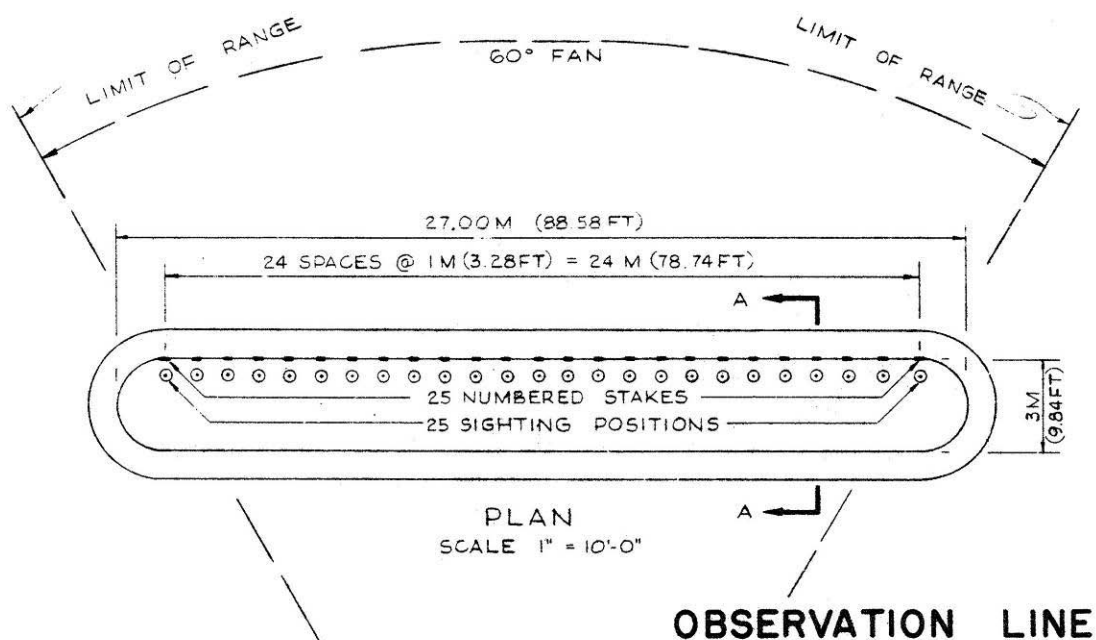 LIMIT OF RANGE
60° FAN
LIMIT OF RANGE
27.00 M (88.58 FT)
24 SPACES @ 1 M (3.28 FT) = 24 M (78.74 FT)
A
25 NUMBERED STAKES
25 SIGHTING POSITIONS
3M
(9.84 FT)
A
PLAN
SCALE 1" = 10'-0"
OBSERVATION LINE